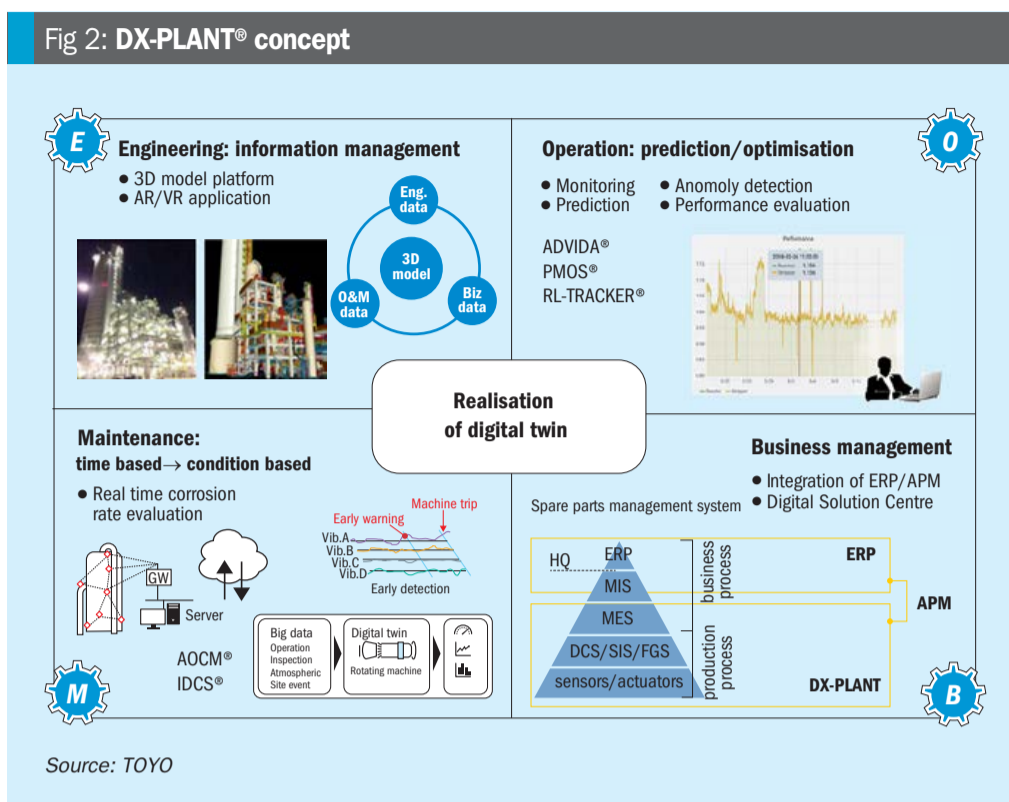 Fig 2: DX-PLANT® concept
E
Engineering: information management
• 3D model platform
• AR/VR application
Eng.
data
3D
model
O&M
data
Biz
data
O
Operation: prediction/optimisation
• Monitoring
• Anomoly detection
• Prediction
• Performance evaluation
ADVIDA®
PMOS®
RL-TRACKER®
Performance
Realisation
of digital twin
Maintenance:
time based→ condition based
• Real time corrosion
rate evaluation
GW
Server
AOCM®
IDCS®
Machine trip
Early warning
Vib.A
Vib.B
Vib.C
Vib.D
Early detection
Big data
Operation
Inspection
Atmospheric
Site event
Digital twin
Rotating machine
M
Business management
• Integration of ERP/APM
• Digital Solution Centre
Spare parts management system
HQ
ERP
MIS
MES
DCS/SIS/FGS
sensors/actuators
business
process
production
process
ERP
APM
DX-PLANT
B
Source: TOYO